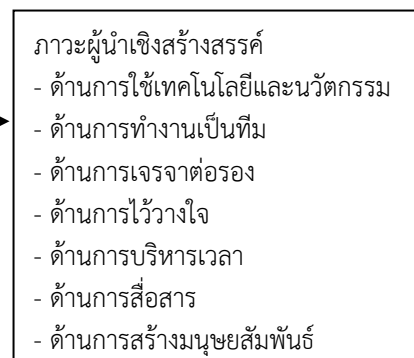 ภาวะผู้นำเชิงสร้างสรรค์
- ด้านการใช้เทคโนโลยีและนวัตกรรม
- ด้านการทำงานเป็นทีม
- ด้านการเจรจาต่อรอง
- ด้านการไว้วางใจ
- ด้านการบริหารเวลา
- ด้านการสื่อสาร
- ด้านการสร้างมนุษยสัมพันธ์